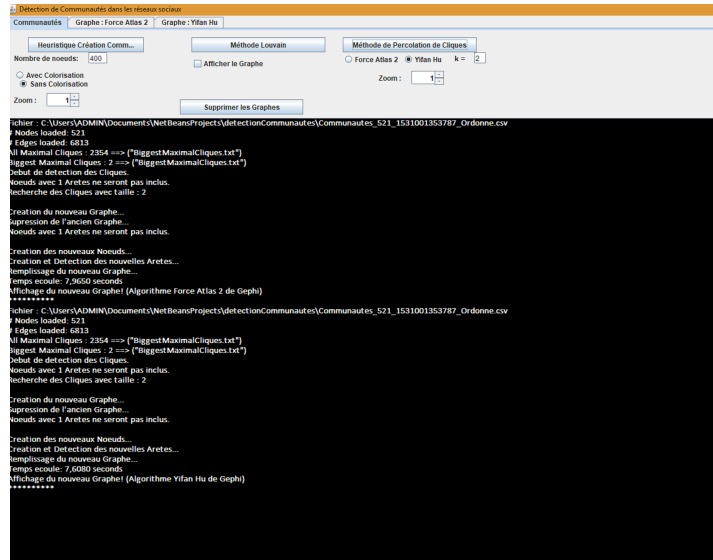 Détection de Communautés dans les réseaux sociaux
Communautés Graphe : Force Atlas 2 Graphe : Yifan Hu
Heuristique Création Comm... Méthode Louvain Méthode de Percolation de Cliques
Nombre de noeuds: 400 Afficher le Graphe Force Atlas 2 Yifan Hu k = 2
Avec Colorisation
Sans Colorisation
Zoom : 1
Zoom : 1 Supprimer les Graphes
Fichier : C:\Users\ADMIN\Documents\NetBeansProjects\detectionCommunautes\Communautes_521_1531001353787_Ordonne.csv
# Nodes loaded: 521
# Edges loaded: 6813
All Maximal Cliques : 2354 ==> ("BiggestMaximalCliques.txt")
Biggest Maximal Cliques : 2 ==> ("BiggestMaximalCliques.txt")
Debut de detection des Cliques.
Noeuds avec 1 Aretes ne seront pas inclus.
Recherche des Cliques avec taille : 2
Creation du nouveau Graphe...
Supression de l'ancien Graphe...
Noeuds avec 1 Aretes ne seront pas inclus.
Creation des nouveaux Noeuds...
Creation et Detection des nouvelles Aretes...
Remplissage du nouveau Graphe...
Temps ecoule: 7,9650 seconds
Affichage du nouveau Graphe! (Algorithme Force Atlas 2 de Gephi)
**********
Fichier : C:\Users\ADMIN\Documents\NetBeansProjects\detectionCommunautes\Communautes_521_1531001353787_Ordonne.csv
# Nodes loaded: 521
# Edges loaded: 6813
All Maximal Cliques : 2354 ==> ("BiggestMaximalCliques.txt")
Biggest Maximal Cliques : 2 ==> ("BiggestMaximalCliques.txt")
Debut de detection des Cliques.
Noeuds avec 1 Aretes ne seront pas inclus.
Recherche des Cliques avec taille : 2
Creation du nouveau Graphe...
Supression de l'ancien Graphe...
Noeuds avec 1 Aretes ne seront pas inclus.
Creation des nouveaux Noeuds...
Creation et Detection des nouvelles Aretes...
Remplissage du nouveau Graphe...
Temps ecoule: 7,6080 seconds
Affichage du nouveau Graphe! (Algorithme Yifan Hu de Gephi)
**********